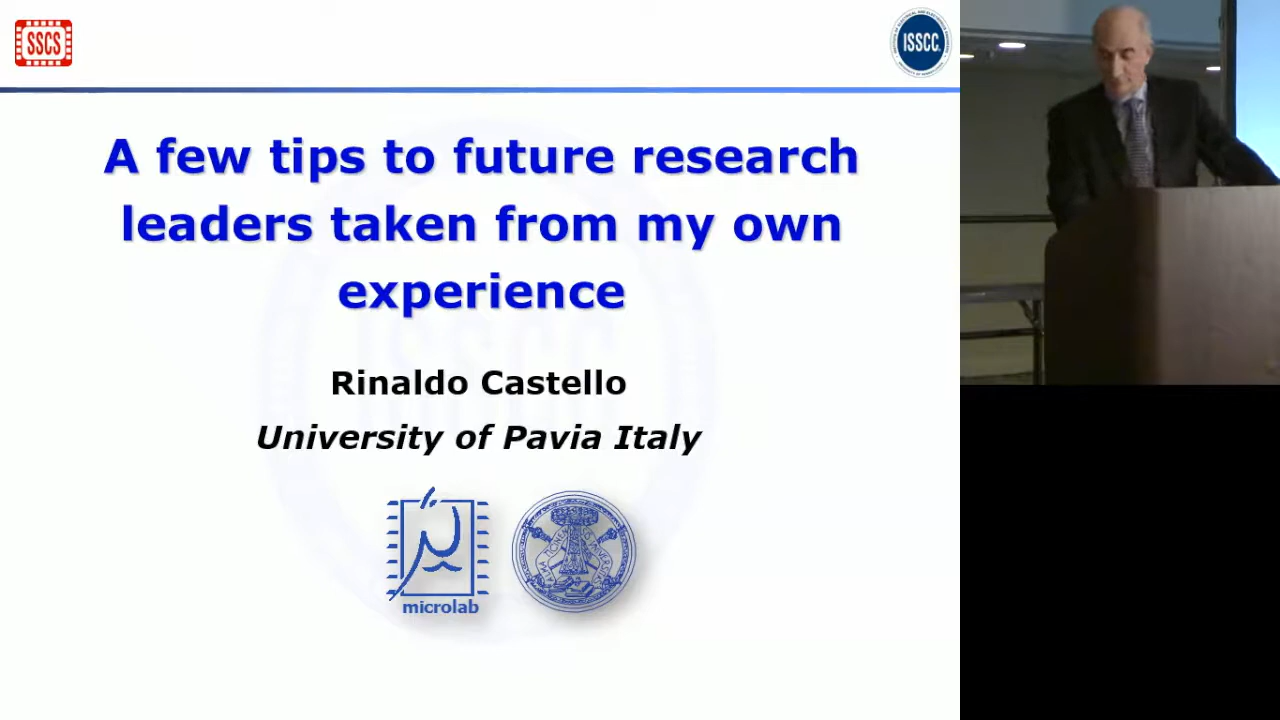 SSCS
ISSCC
A few tips to future research
leaders taken from my own
experience
Rinaldo Castello
University of Pavia Italy
microlab